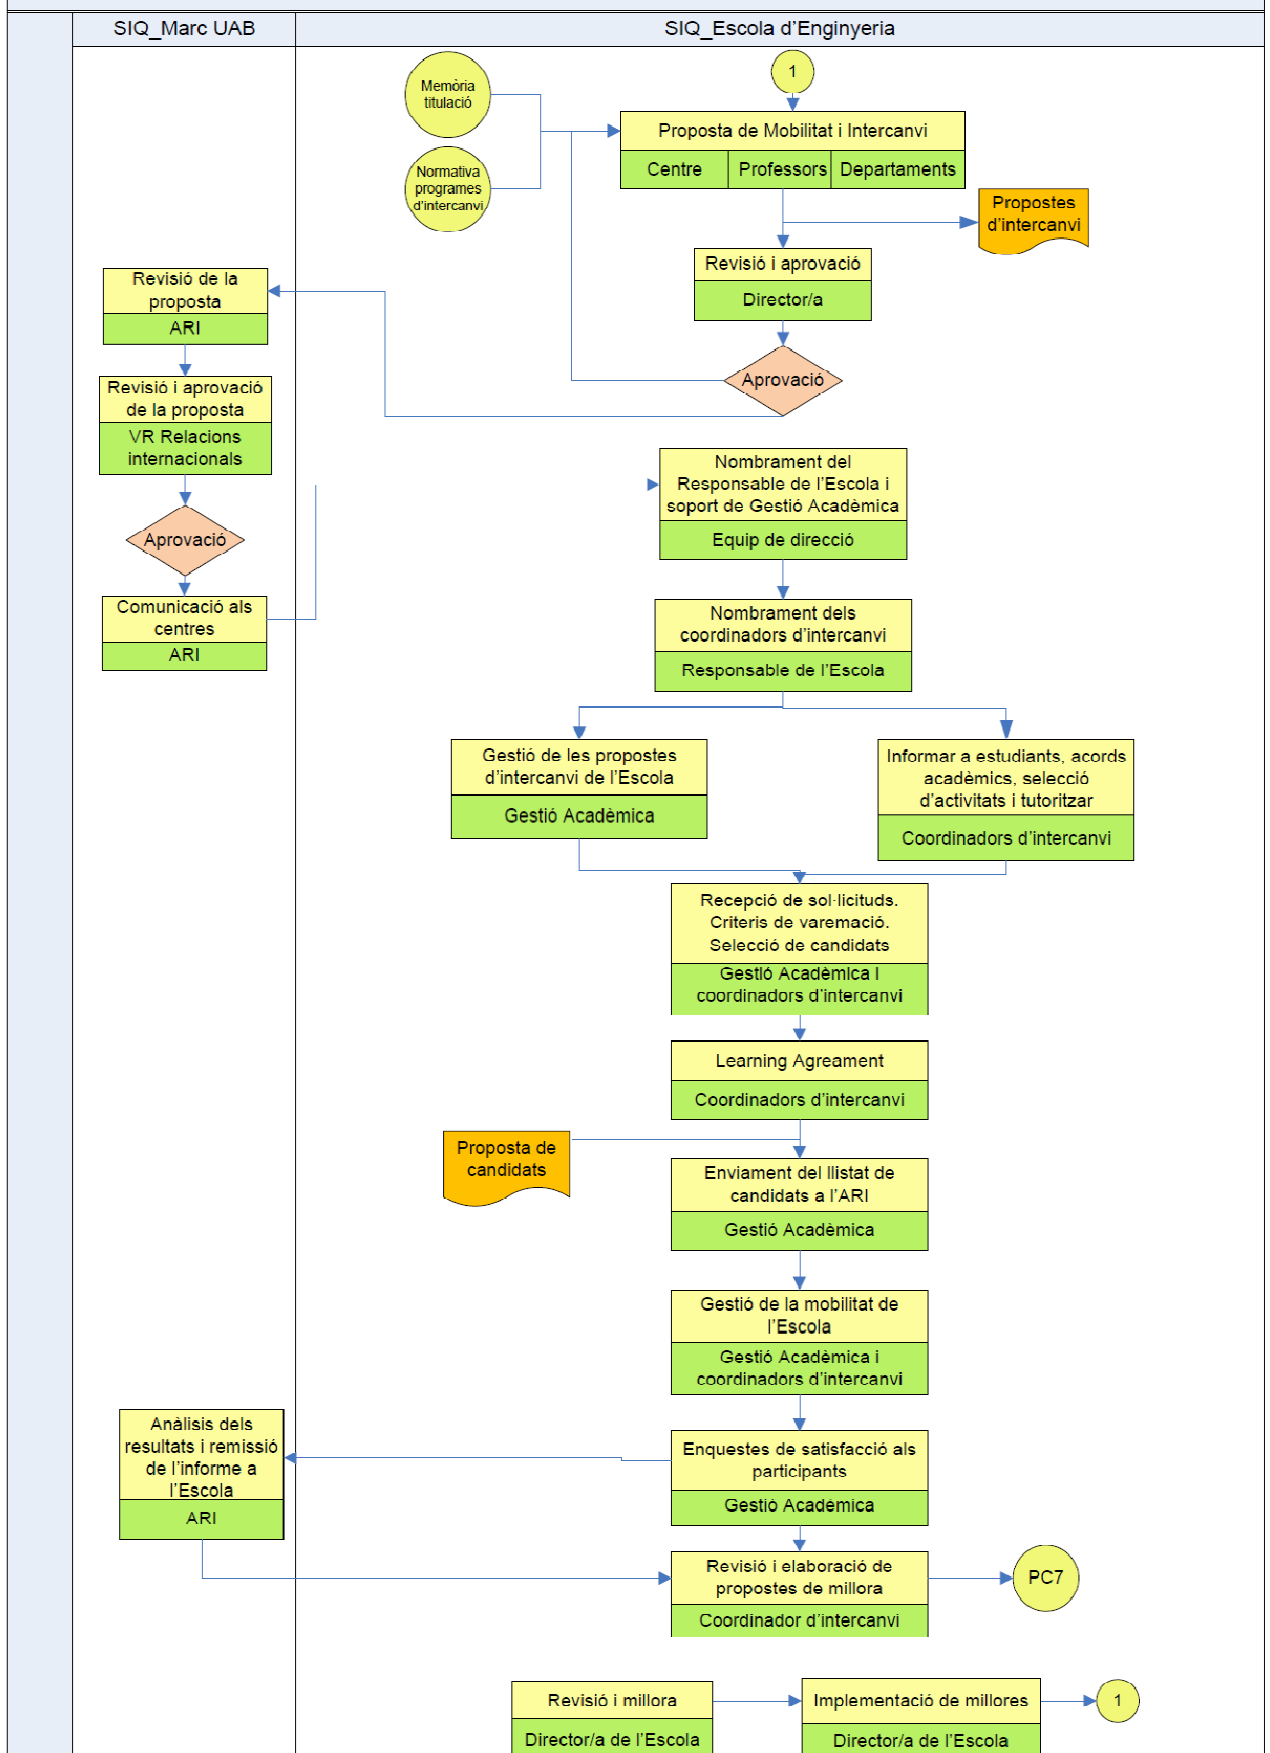 SIQ_Marc UAB
SIQ_Escola d'Enginyeria
1
Memòria
titulació
Proposta de Mobilitat i Intercanvi
Centre
Professors
Departaments
Normativa
programes
d'intercanvi
Propostes
d'intercanvi
Revisió i aprovació
Director/a
Revisió de la
proposta
ARI
Aprovació
Revisió i aprovació
de la proposta
VR Relacions
internacionals
Aprovació
Comunicació als
centres
ARI
Nombrament del
Responsable de l'Escola i
soport de Gestió Acadèmica
Equip de direcció
Nombrament dels
coordinadors d'intercanvi
Responsable de l'Escola
Gestió de les propostes
d'intercanvi de l'Escola
Gestió Acadèmica
Informar a estudiants, acords
acadèmics, selecció
d'activitats i tutoritzar
Coordinadors d'intercanvi
Recepció de sol·licituds.
Criteris de varemació.
Selecció de candidats
Gestió Acadèmica I
coordinadors d'intercanvi
Learning Agreament
Coordinadors d'intercanvi
Proposta de
candidats
Enviament del llistat de
candidats a l'ARI
Gestió Acadèmica
Gestió de la mobilitat de
l'Escola
Gestió Acadèmica i
coordinadors d'intercanvi
Anàlisis dels
resultats i remissió
de l'informe a
l'Escola
ARI
Enquestes de satisfacció als
participants
Gestió Acadèmica
Revisió i elaboració de
propostes de millora
Coordinador d'intercanvi
PC7
Revisió i millora
Director/a de l'Escola
Implementació de millores
Director/a de l'Escola
1